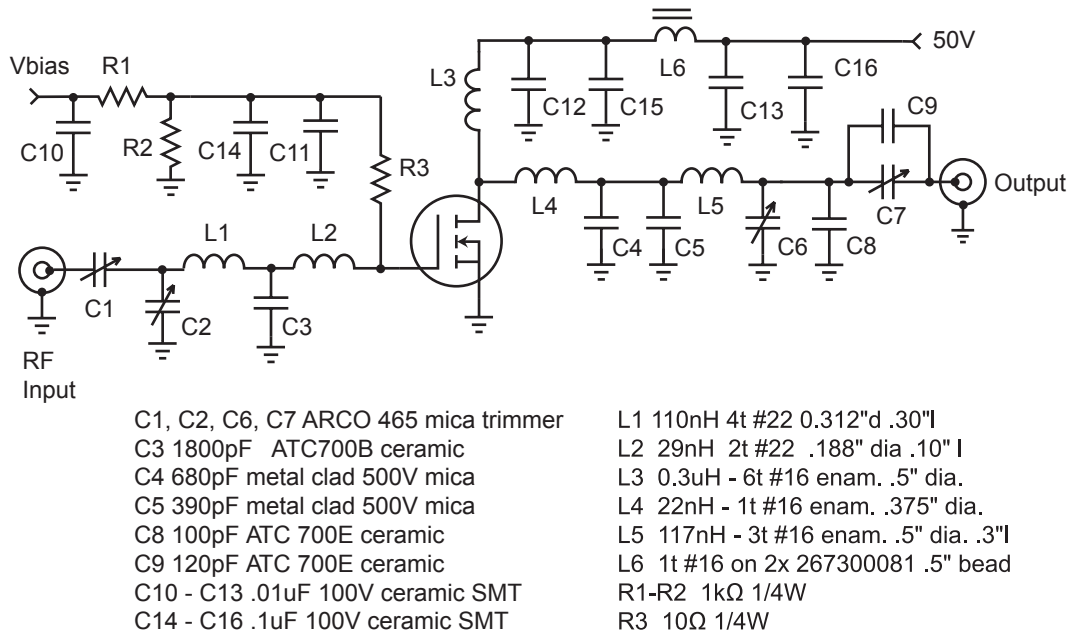 50V
Vbias
R1
L3
L6
C16
C12
C15
C13
C9
C10
R2
C14
C11
R3
Output
L4
L5
C7
L1
L2
C4
C5
C6
C8
C1
C2
C3
RF
Input
C1, C2, C6, C7 ARCO 465 mica trimmer
C3 1800pF ATC700B ceramic
C4 680pF metal clad 500V mica
C5 390pF metal clad 500V mica
C8 100pF ATC 700E ceramic
C9 120pF ATC 700E ceramic
C10 - C13 .01uF 100V ceramic SMT
C14 - C16 .1uF 100V ceramic SMT
L1 110nH 4t #22 0.312"d .30"l
L2 29nH 2t #22 .188" dia .10" l
L3 0.3uH - 6t #16 enam. .5" dia.
L4 22nH - 1t #16 enam. .375" dia.
L5 117nH - 3t #16 enam. .5" dia. .3"l
L6 1t #16 on 2x 267300081 .5" bead
R1-R2 1kΩ 1/4W
R3 10Ω 1/4W